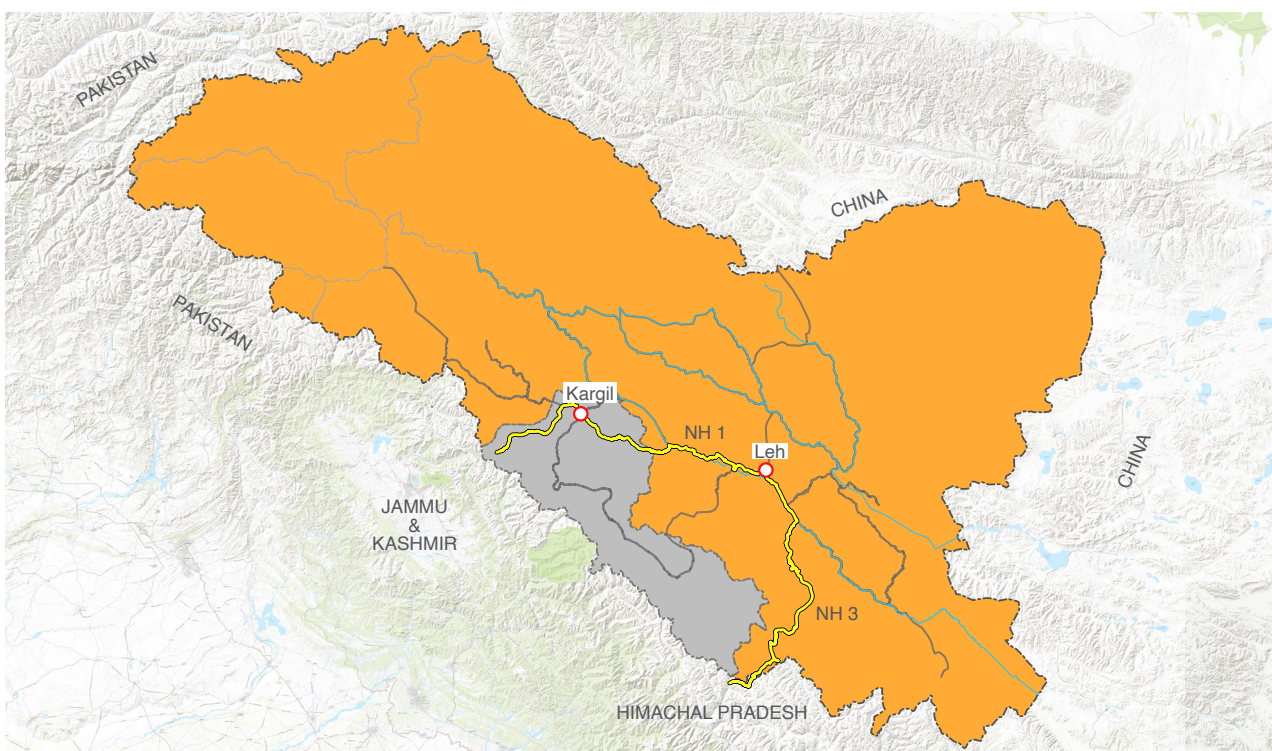 PAKISTAN
CHINA
PAKISTAN
Kargil
NH 1
Leh
CHINA
JAMMU
&
KASHMIR
NH 3
HIMACHAL PRADESH